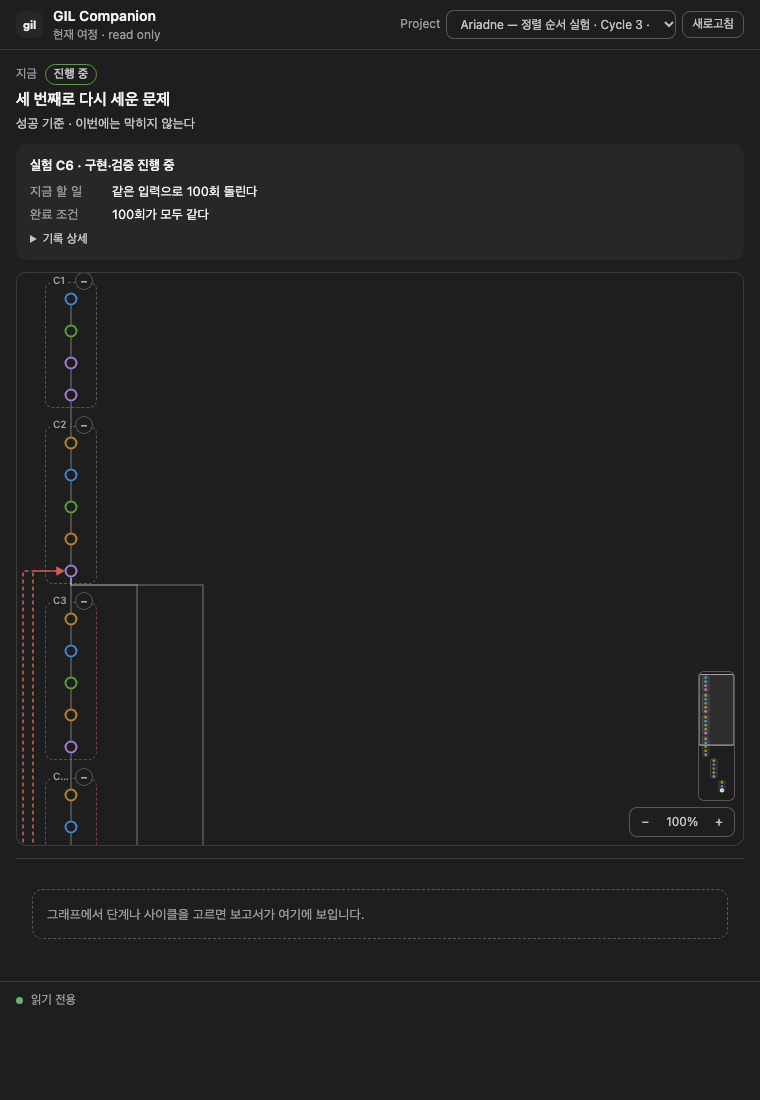 gil
GIL Companion
현재 여정 · read only
Project
Ariadne — 정렬 순서 실험 · Cycle 3 ·
새로고침
지금
진행 중
세 번째로 다시 세운 문제
성공 기준 · 이번에는 막히지 않는다
실험 C6 · 구현·검증 진행 중
지금 할 일
같은 입력으로 100회 돌린다
완료 조건
100회가 모두 같다
▶ 기록 상세
C1 −
C2 −
C3 −
C... −
− 100% +
그래프에서 단계나 사이클을 고르면 보고서가 여기에 보입니다.
읽기 전용